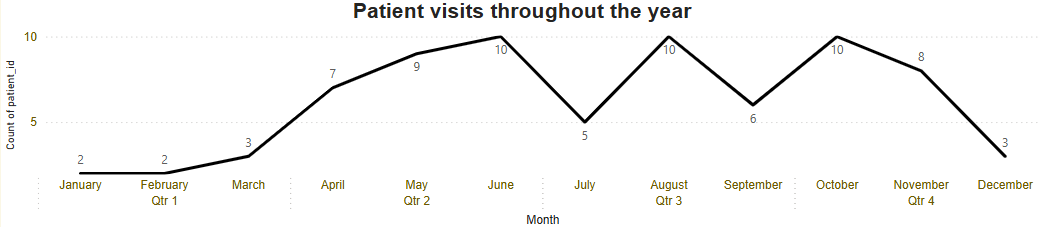 Patient visits throughout the year
Count of patient_id
10
5
2
2
3
7
9
10
5
10
6
10
8
3
January February March April May June July August September October November December
Qtr 1 Qtr 2 Qtr 3 Qtr 4
Month